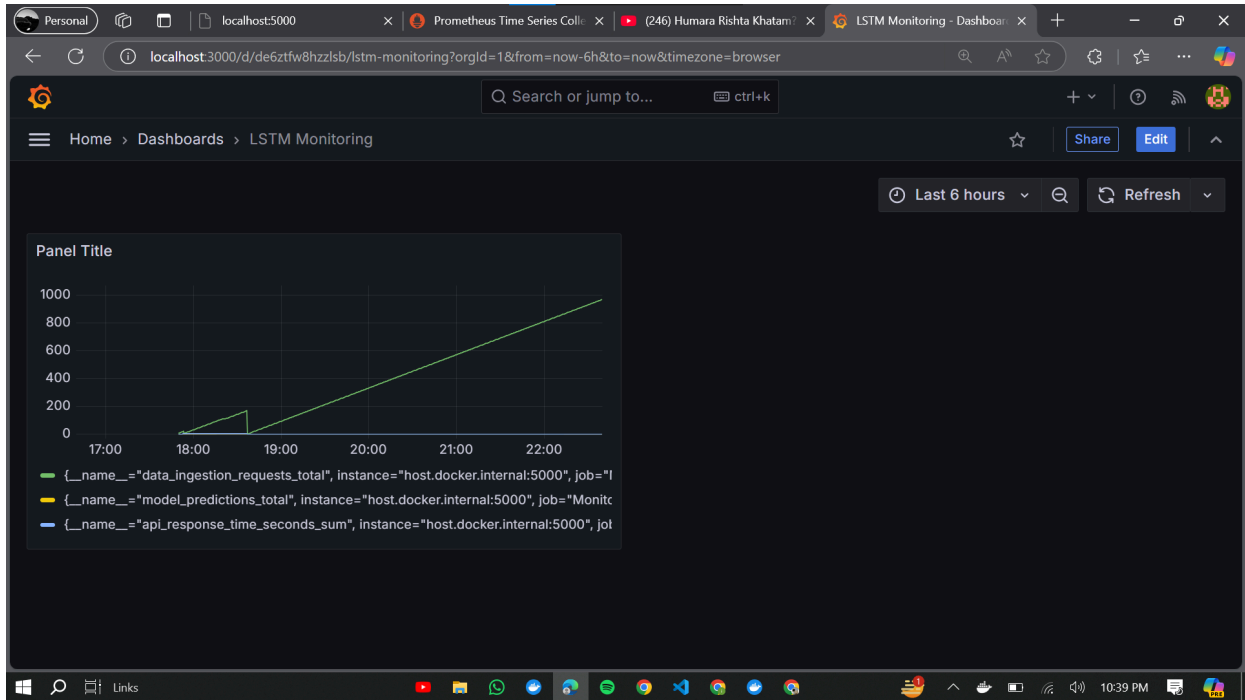 Personal
localhost:5000
Prometheus Time Series Colle
(246) Humara Rishta Khatam?
LSTM Monitoring - Dashboar
localhost:3000/d/de6ztfw8hzzlsb/lstm-monitoring?orgId=1&from=now-6h&to=now&timezone=browser
Search or jump to... ctrl+k
Home › Dashboards › LSTM Monitoring
Share
Edit
Last 6 hours
Refresh
Panel Title
1000
800
600
400
200
0
17:00 18:00 19:00 20:00 21:00 22:00
{__name__="data_ingestion_requests_total", instance="host.docker.internal:5000", job="
{__name__="model_predictions_total", instance="host.docker.internal:5000", job="Monito
{__name__="api_response_time_seconds_sum", instance="host.docker.internal:5000", jo
Links
1
10:39 PM
PRE